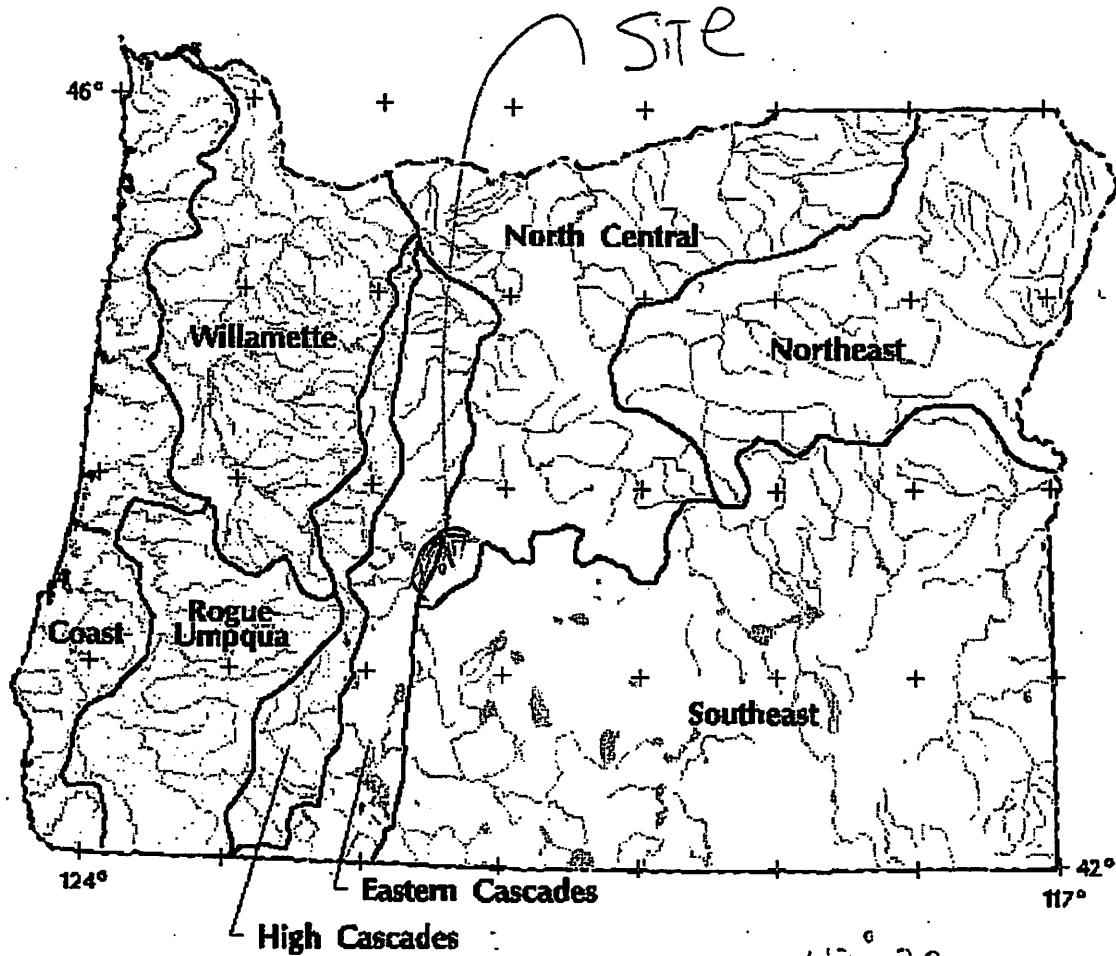 SiTe
46°
North Central
Willamette
Northeast
Rogue-
Umpqua
Coast
Southeast
124°
42°
117°
Eastern Cascades
High Cascades